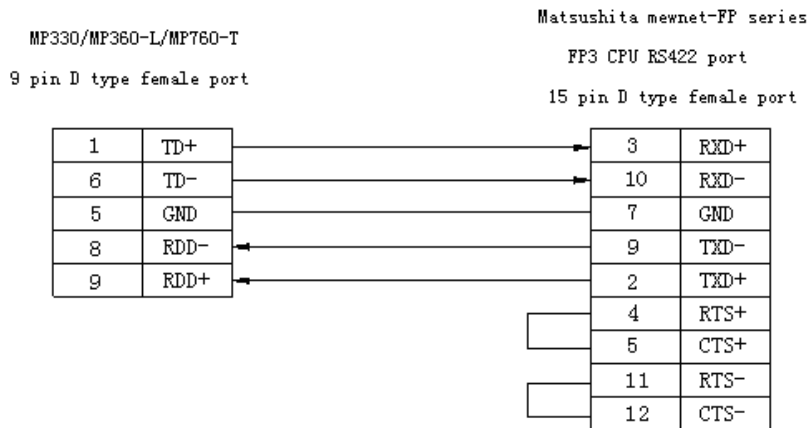 MP330/MP360-L/MP760-T
9 pin D type female port
Matsushita mewnet-FP series
FP3 CPU RS422 port
15 pin D type female port
1 TD+
6 TD-
5 GND
8 RDD-
9 RDD+
3 RXD+
10 RXD-
7 GND
9 TXD-
2 TXD+
4 RTS+
5 CTS+
11 RTS-
12 CTS-